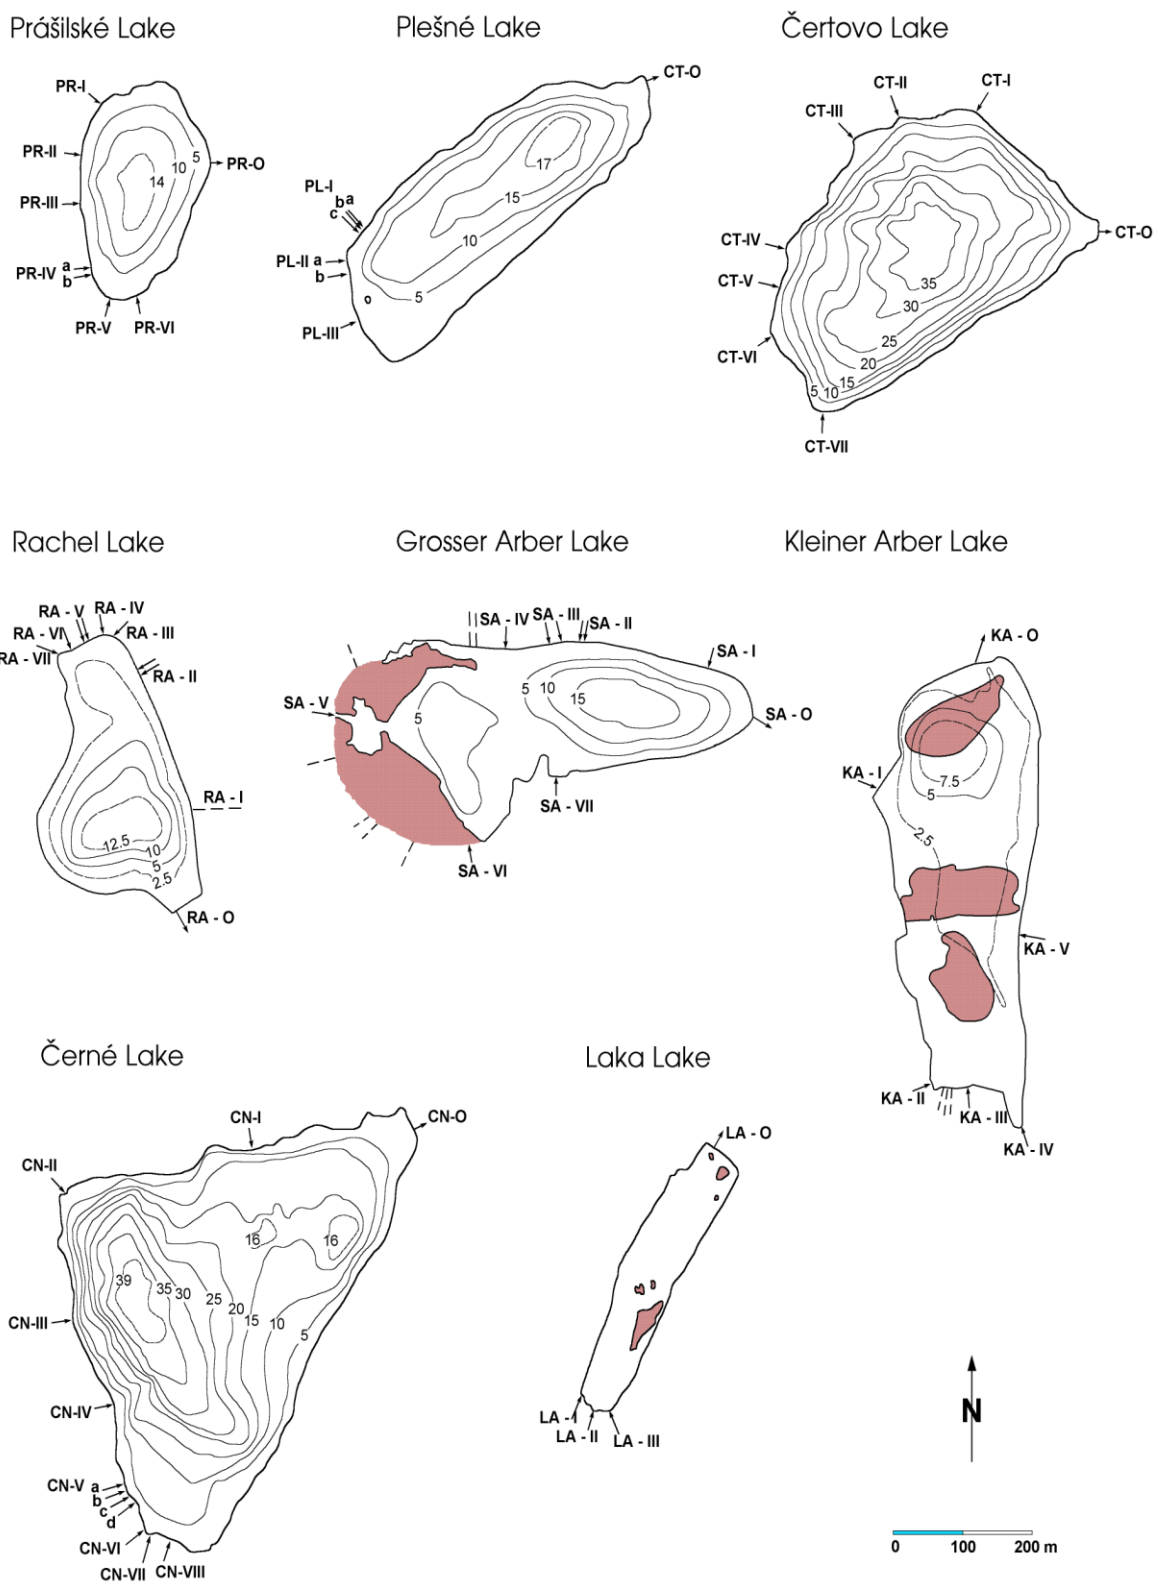 Prášilské Lake
Plešné Lake
Čertovo Lake
PR-I
PR-II
PR-III
PR-IV
a
b
PR-V
PR-VI
PR-O
5
10
14
PL-I
a
b
c
PL-II
a
b
PL-III
CT-O
17
15
10
5
CT-I
CT-II
CT-III
CT-IV
CT-V
CT-VI
CT-VII
CT-O
35
30
25
20
15
10
5
Rachel Lake
Grosser Arber Lake
Kleiner Arber Lake
RA - IV
RA - V
RA - III
RA - VI
RA - VII
RA - II
RA - I
RA - O
12.5
10
5
2.5
SA - IV
SA - III
SA - II
SA - I
SA - V
SA - O
SA - VII
SA - VI
5
5
10
15
KA - O
KA - I
KA - V
KA - II
KA - III
KA - IV
7.5
5
2.5
Černé Lake
Laka Lake
CN-I
CN-O
CN-II
CN-III
CN-IV
CN-V
a
b
c
d
CN-VI
CN-VII
CN-VIII
16
16
39
35
30
25
20
15
10
5
LA - O
LA - I
LA - II
LA - III
N
0
100
200 m